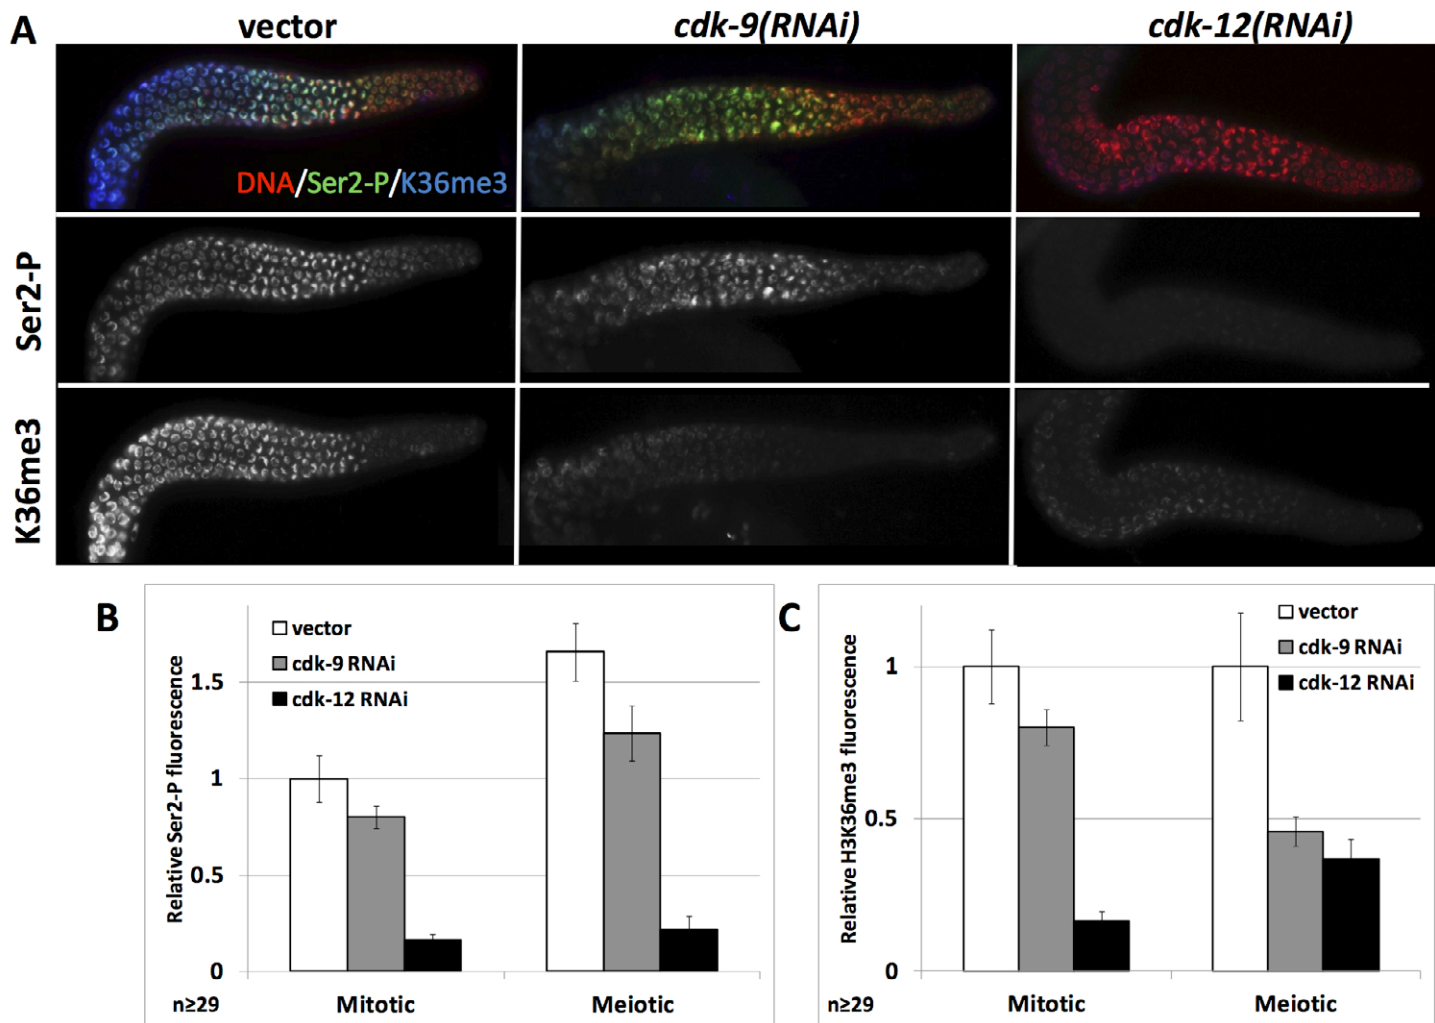 A
vector
cdk-9(RNAi)
cdk-12(RNAi)
DNA/Ser2-P/K36me3
Ser2-P
K36me3
B
Relative Ser2-P fluorescence
vector
cdk-9 RNAi
cdk-12 RNAi
1.5
1
0.5
0
n≥29
Mitotic
Meiotic
C
Relative H3K36me3 fluorescence
vector
cdk-9 RNAi
cdk-12 RNAi
1
0.5
0
n≥29
Mitotic
Meiotic